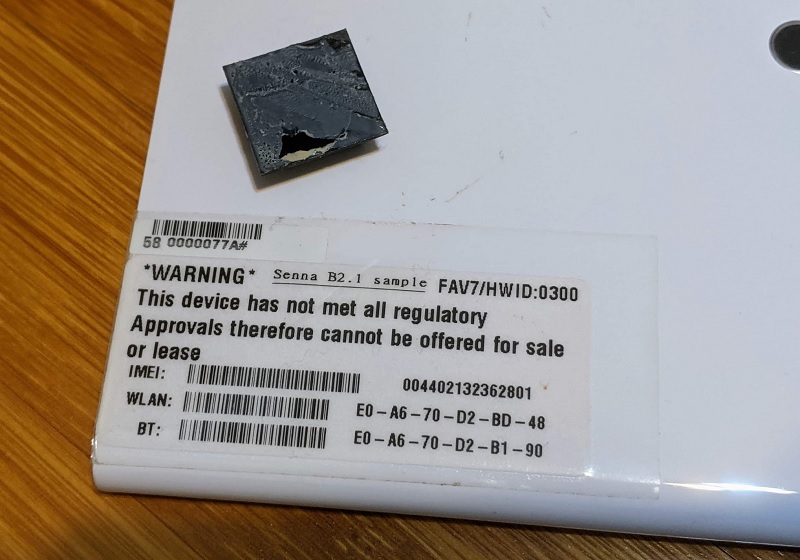 58 0000077A#
*WARNING* Senna B2.1 sample FAV7/HWID:0300
This device has not met all regulatory
Approvals therefore cannot be offered for sale
or lease
IMEI: 004402132362801
WLAN: E0-A6-70-D2-BD-48
BT: E0-A6-70-D2-B1-90